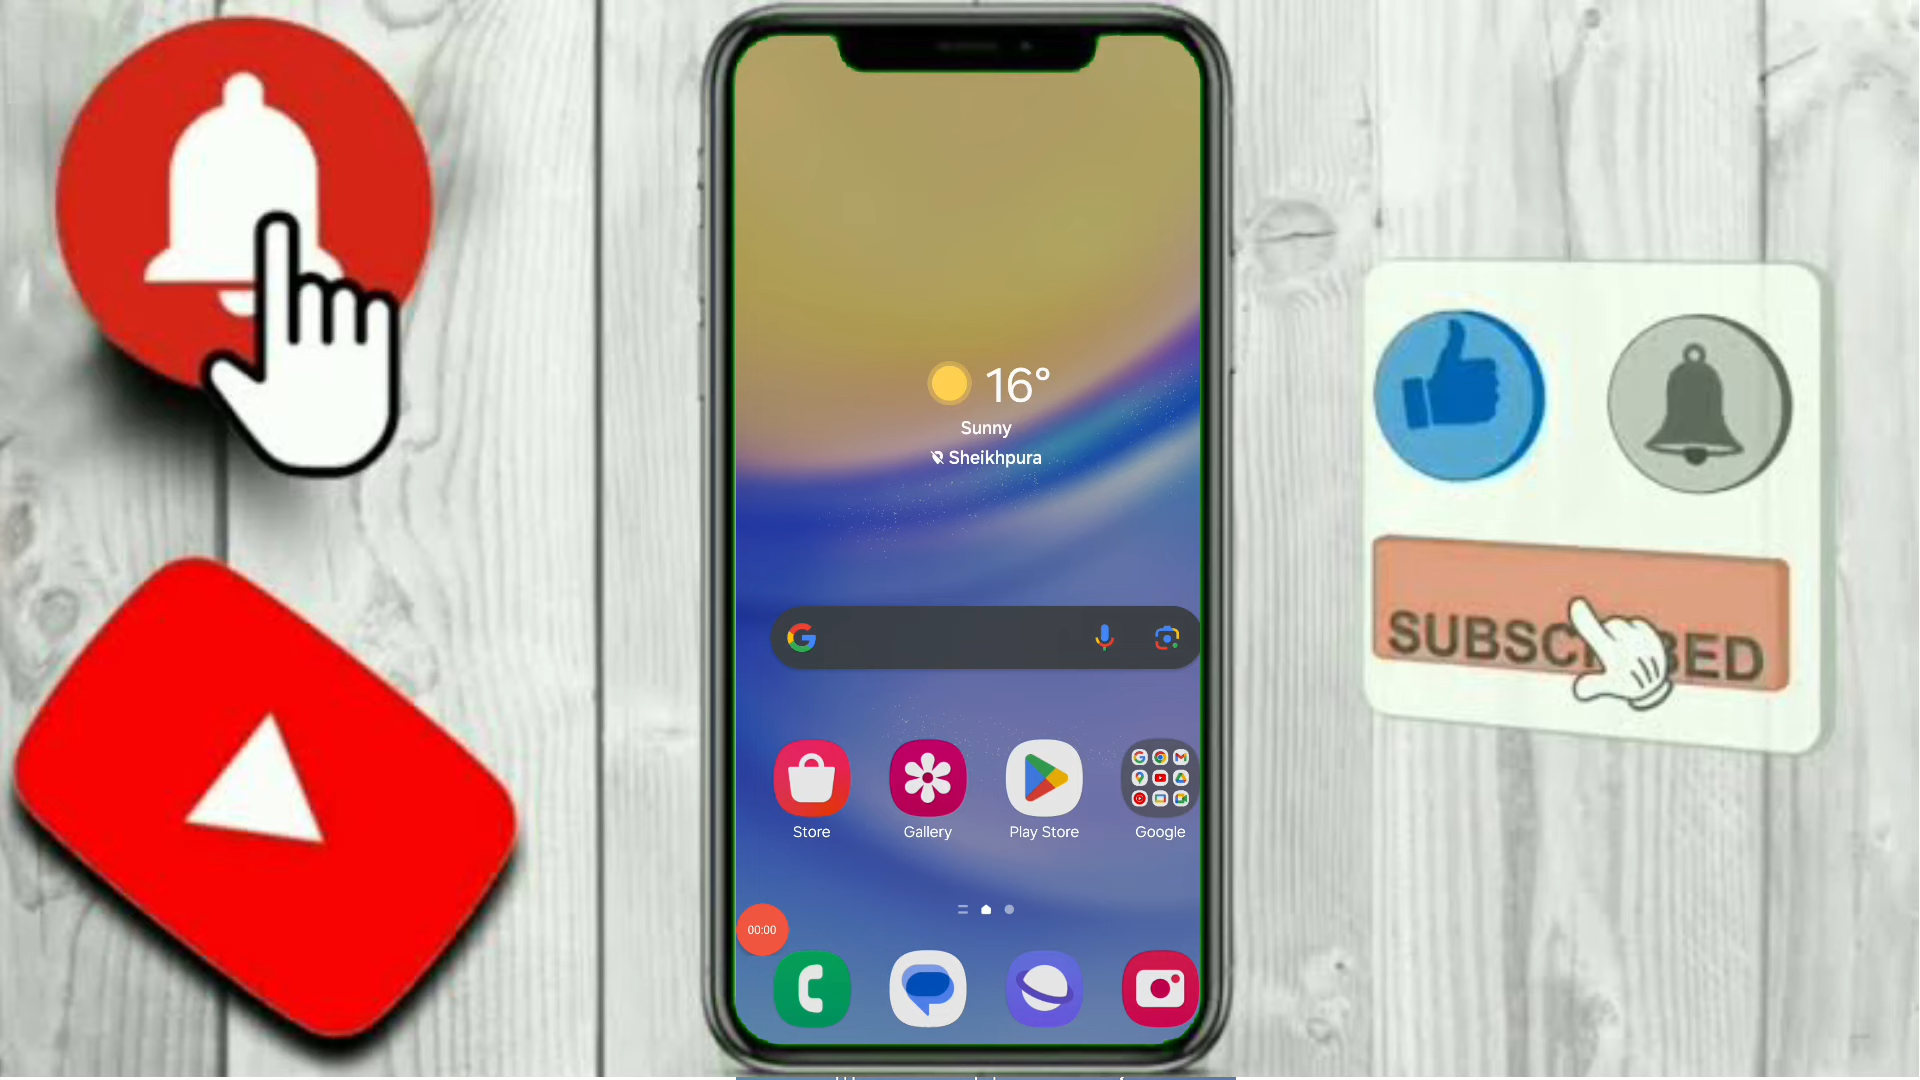 16°
Sunny
Sheikhpura
Store
Gallery
Play Store
Google
00:00
SUBSC BED